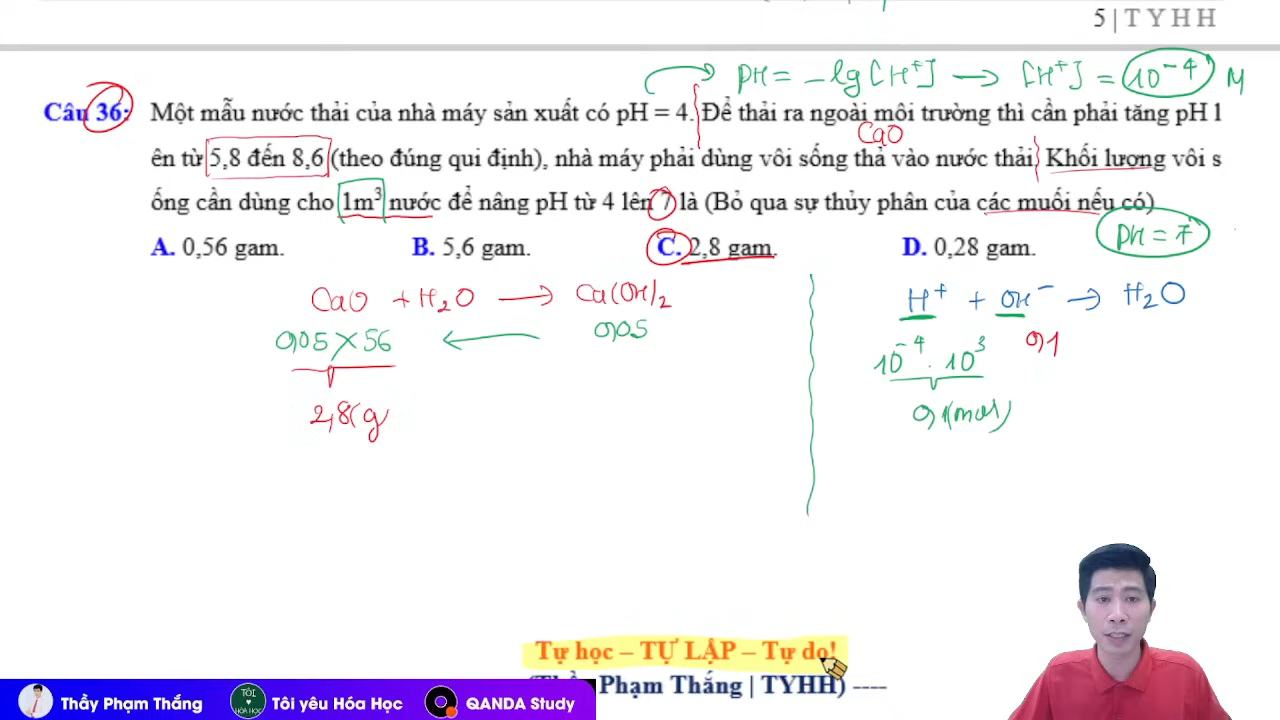 5 | T Y H H
pH = -lg[H⁺] → [H⁺] = 10⁻⁴ M
Câu 36: Một mẫu nước thải của nhà máy sản xuất có pH = 4. Để thải ra ngoài môi trường thì cần phải tăng pH l
CaO
ên từ 5,8 đến 8,6 (theo đúng qui định), nhà máy phải dùng vôi sống thả vào nước thải. Khối lượng vôi s
ống cần dùng cho 1m³ nước để nâng pH từ 4 lên 7 là (Bỏ qua sự thủy phân của các muối nếu có)
pH = 7
A. 0,56 gam. B. 5,6 gam. C. 2,8 gam. D. 0,28 gam.
CaO + H₂O → Ca(OH)₂
0,05 × 56 ← 0,05
2,8(g
H⁺ + OH⁻ → H₂O
10⁻⁴ . 10³ 0,1
0,1(mol)
Tự học – TỰ LẬP – Tự do!
Phạm Thắng | TYHH) ----
Thầy Phạm Thắng
TÔI ♥ HÓA HỌC
Tôi yêu Hóa Học
QANDA Study